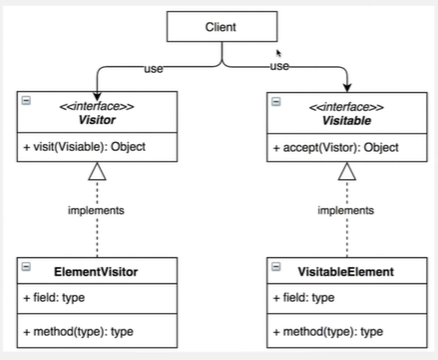 Client
use
use
<<interface>>
Visitor
+ visit(Visiable): Object
<<interface>>
Visitable
+ accept(Vistor): Object
implements
implements
ElementVisitor
+ field: type
+ method(type): type
VisitableElement
+ field: type
+ method(type): type